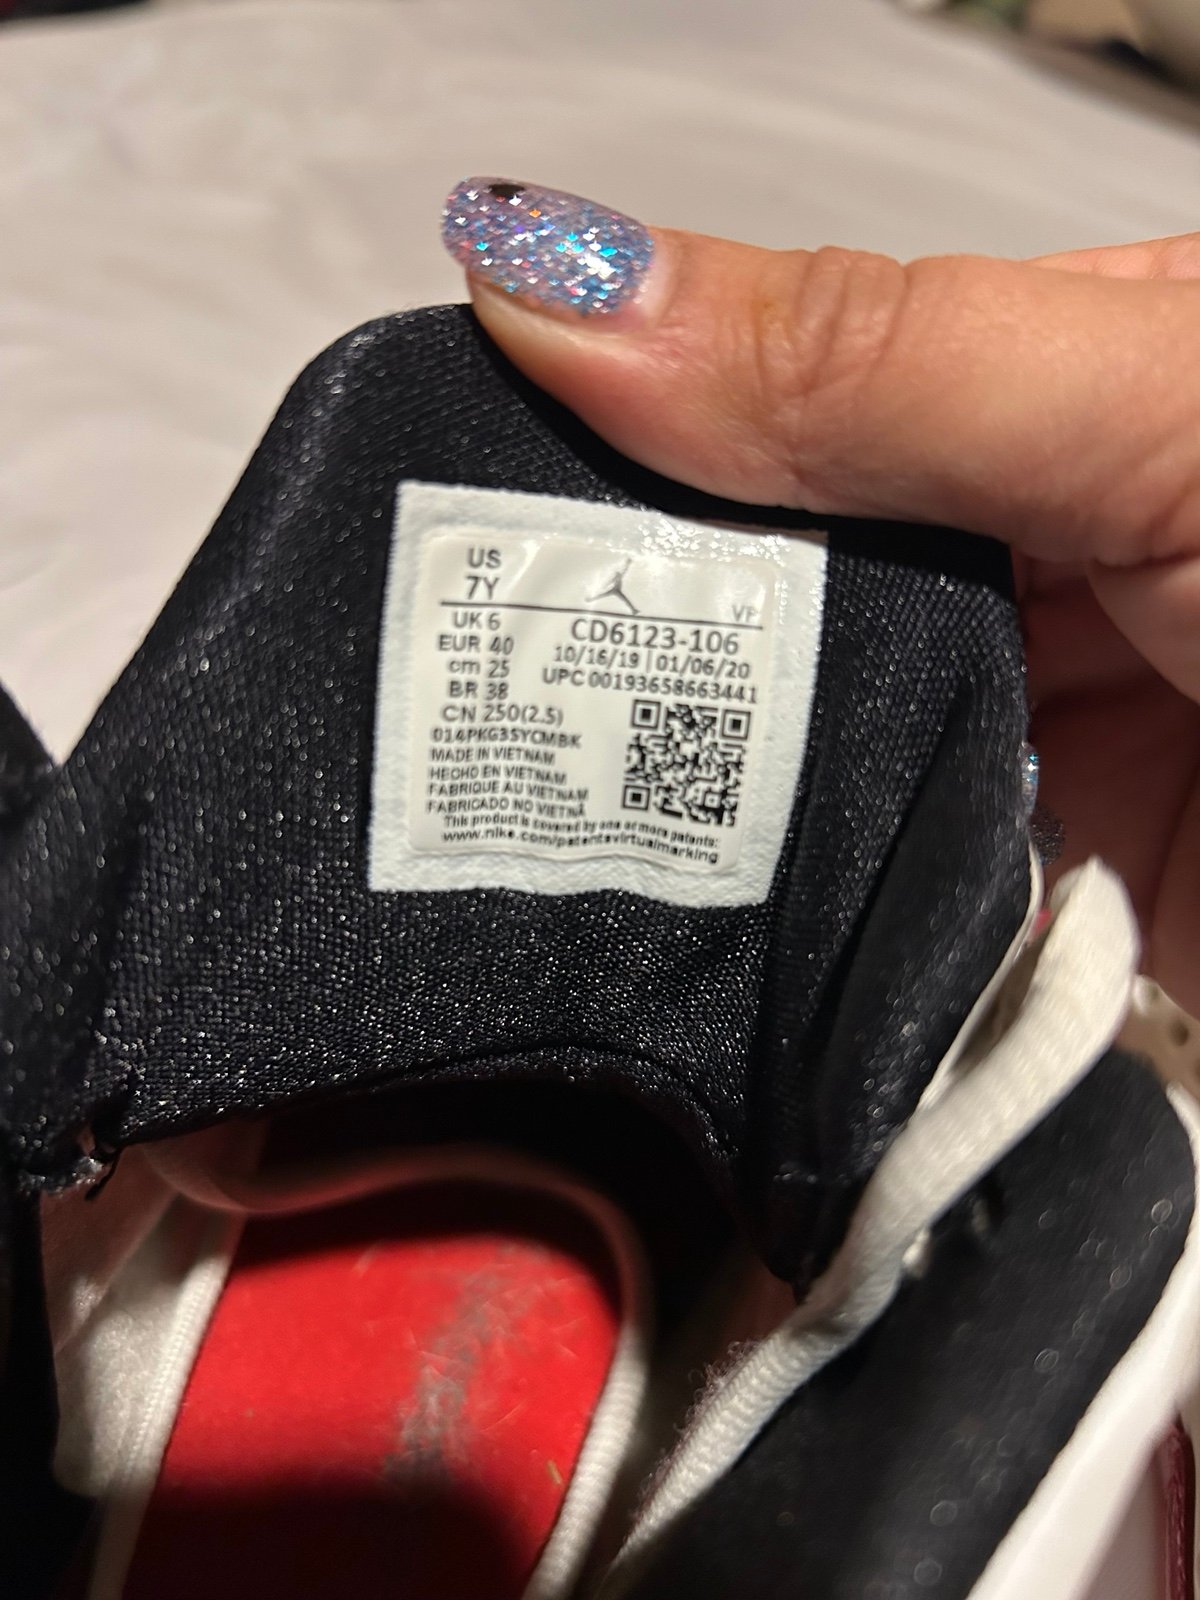 US
7Y
VF
UK 6
CD6123-106
EUR 40
10/16/19 | 01/06/20
cm 25
UPC 00193658663441
BR 38
CN 250(2.5)
014PKG35YCMBK
MADE IN VIETNAM
HECHO EN VIETNAM
FABRIQUE AU VIETNAM
FABRICADO NO VIETNÃ
This product is covered by one or more patents:
www.nike.com/patentsvirtualmarking